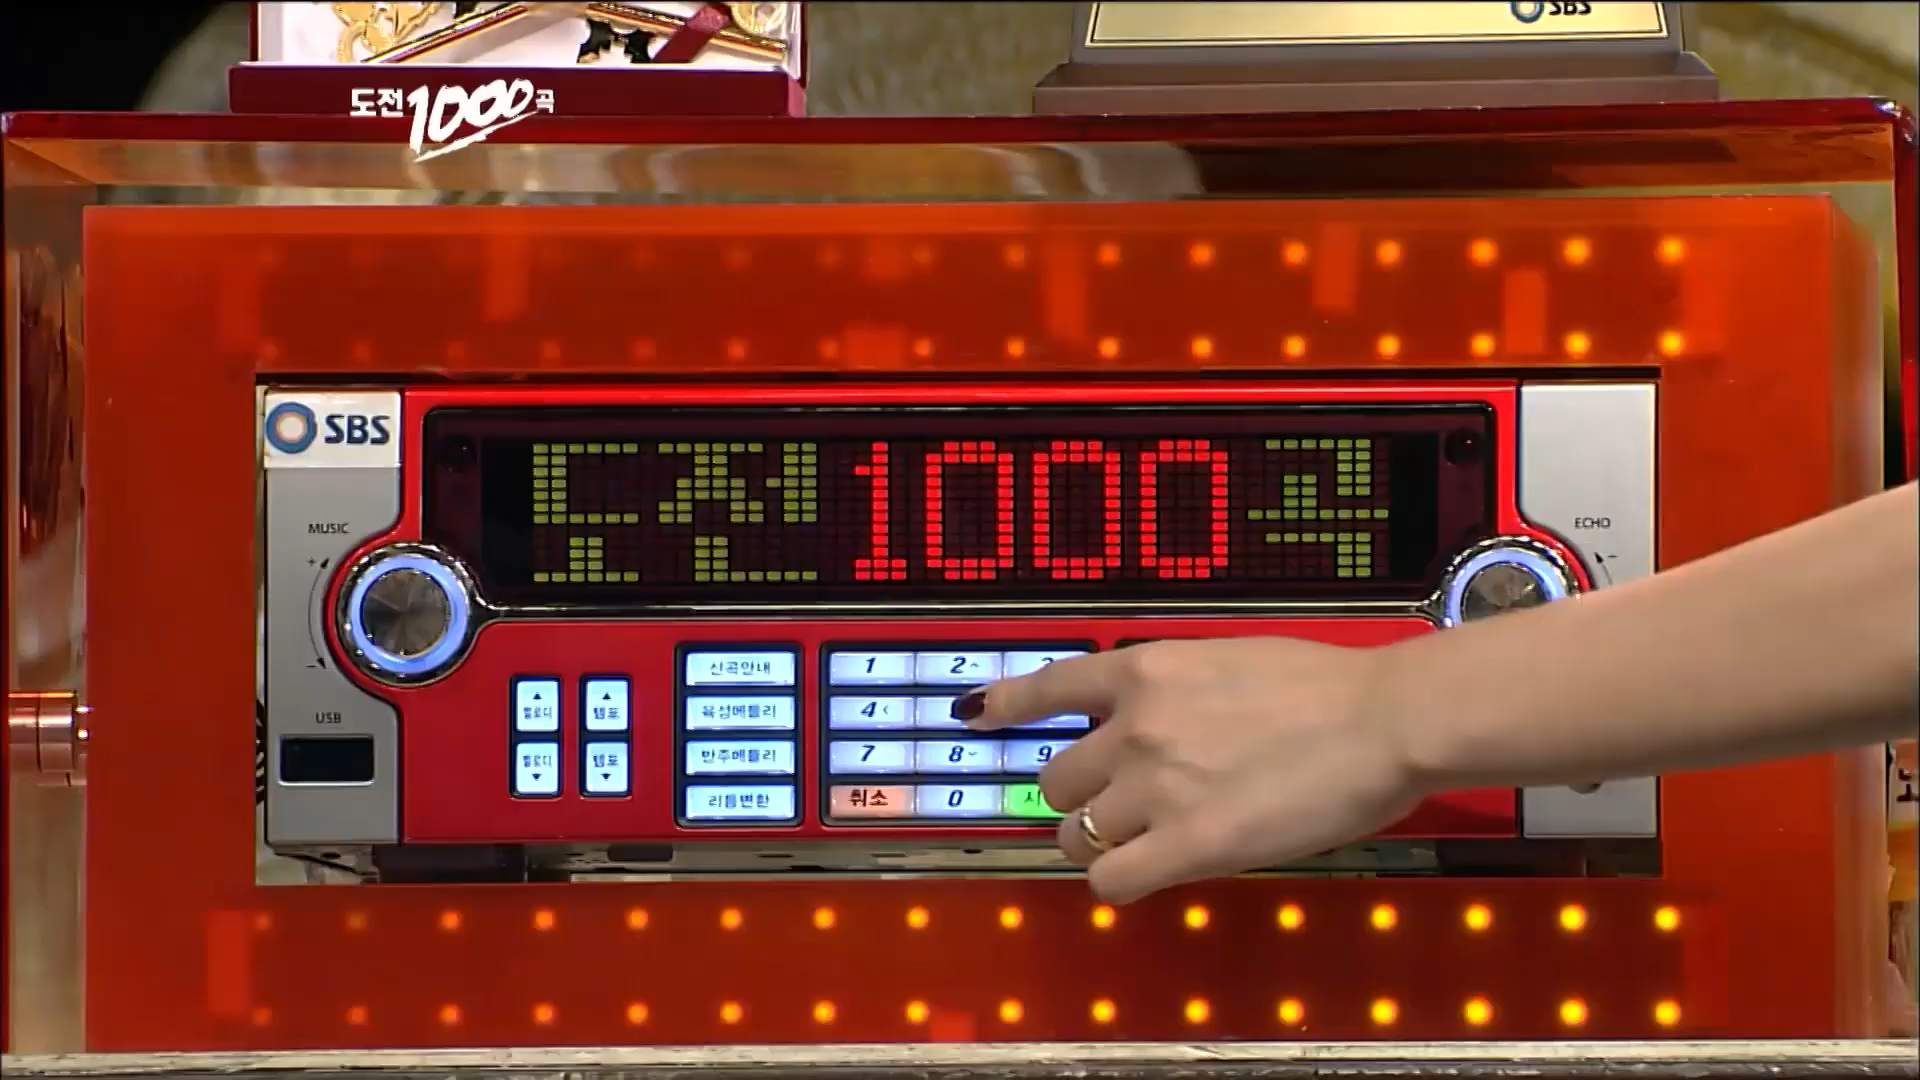 SBS
도전1000곡
SBS
도전1000곡
MUSIC
+
-
ECHO
-
USB
멜로디
템포
멜로디
템포
신곡안내
육성메들리
반주메들리
리듬변환
1 2
4
7 8 9
취소 0 시